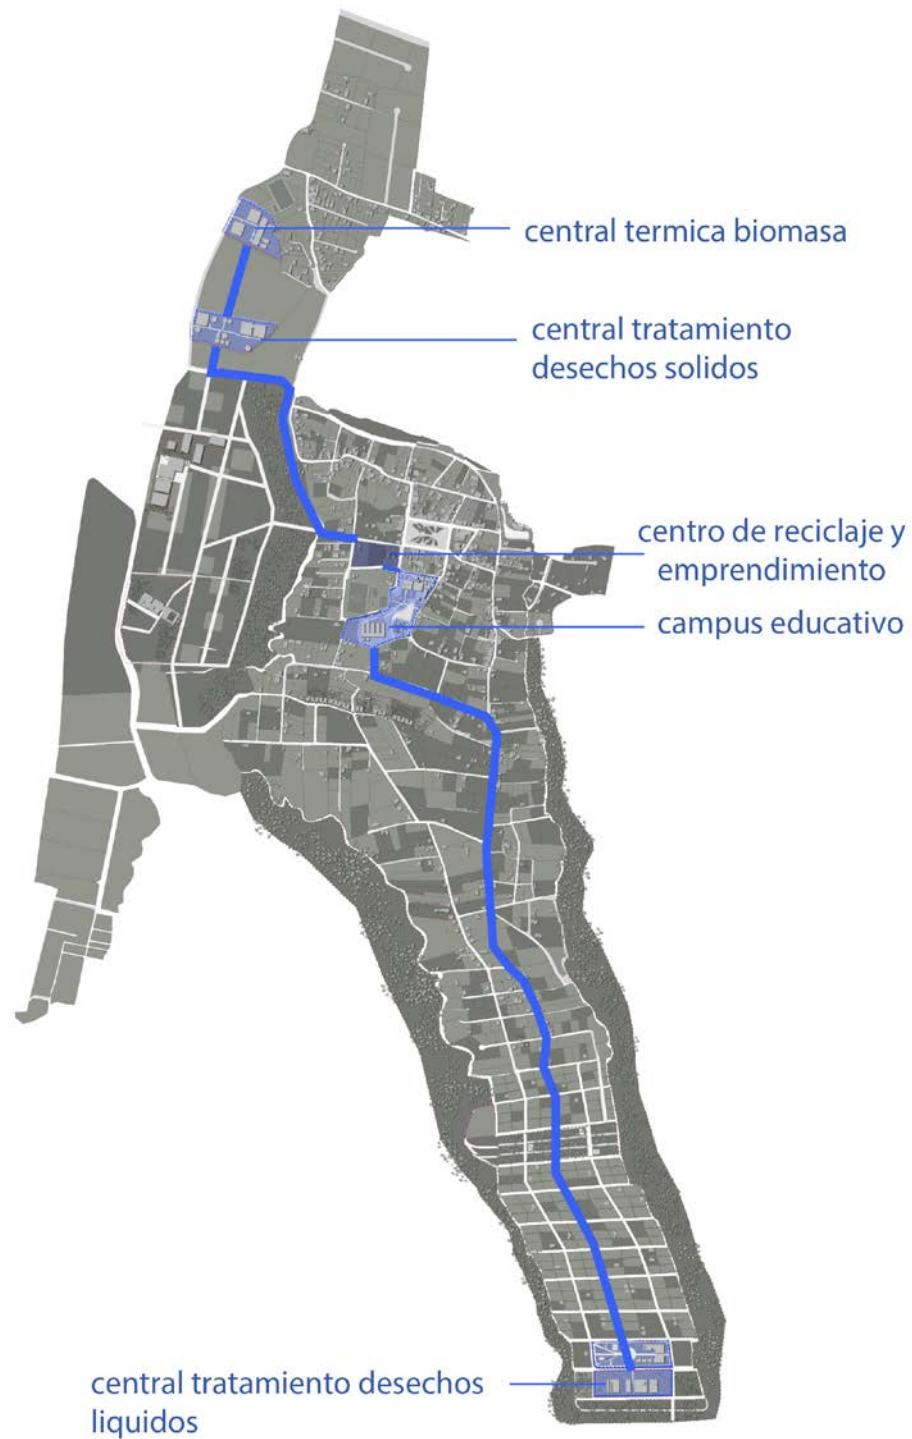 central termica biomasa
central tratamiento
desechos solidos
centro de reciclaje y
emprendimiento
campus educativo
central tratamiento desechos
liquidos